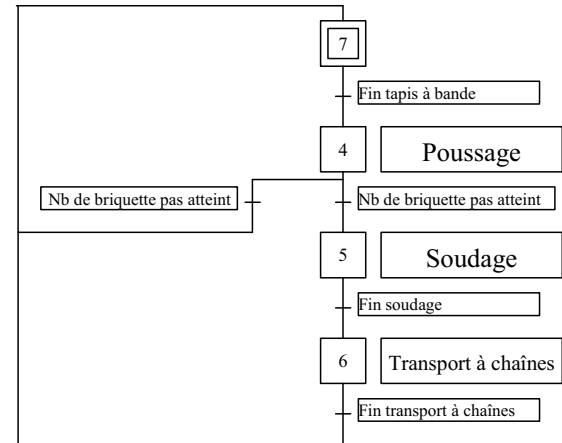 7
Fin tapis à bande
4
Poussage
Nb de briquette pas atteint
Nb de briquette pas atteint
5
Soudage
Fin soudage
6
Transport à chaînes
Fin transport à chaînes